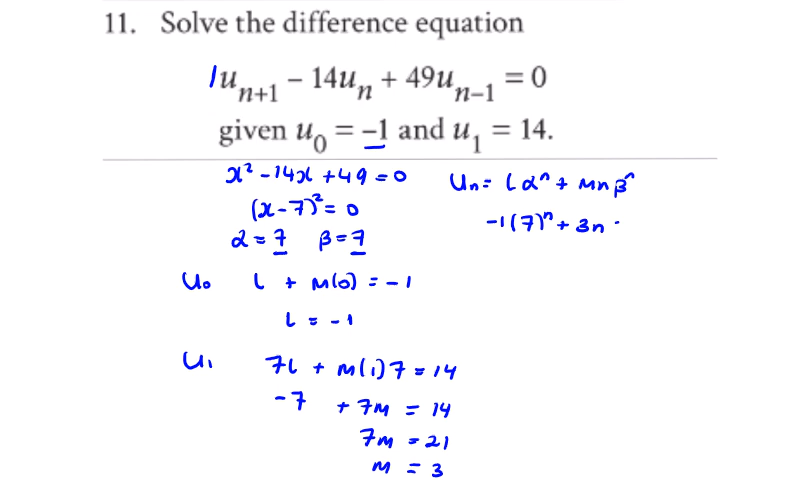 11. Solve the difference equation
1u_{n+1} − 14u_n + 49u_{n−1} = 0
given u_0 = −1 and u_1 = 14.
x² − 14x + 49 = 0
(x − 7)² = 0
α = 7 β = 7
U_n = lα^n + mnβ^n
−1(7)^n + 3n ·
U_0 l + m(0) = −1
l = −1
U_1 7l + m(1)7 = 14
−7 + 7m = 14
7m = 21
m = 3